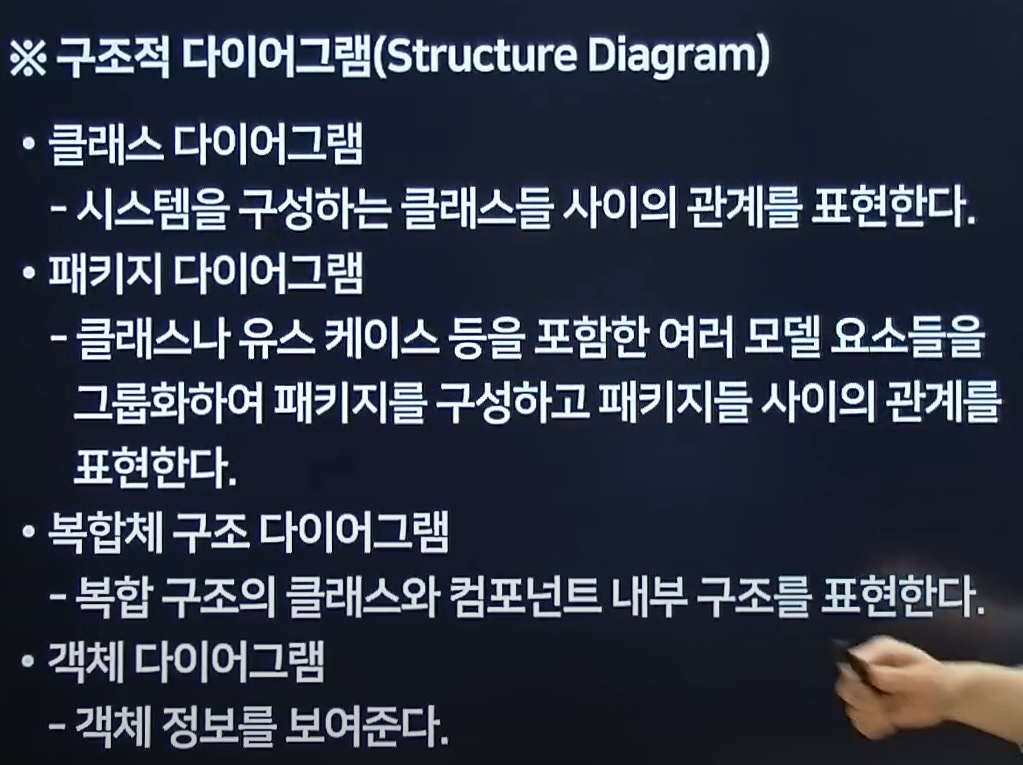 ※ 구조적 다이어그램(Structure Diagram)
• 클래스 다이어그램
- 시스템을 구성하는 클래스들 사이의 관계를 표현한다.
• 패키지 다이어그램
- 클래스나 유스 케이스 등을 포함한 여러 모델 요소들을
그룹화하여 패키지를 구성하고 패키지들 사이의 관계를
표현한다.
• 복합체 구조 다이어그램
- 복합 구조의 클래스와 컴포넌트 내부 구조를 표현한다.
• 객체 다이어그램
- 객체 정보를 보여준다.